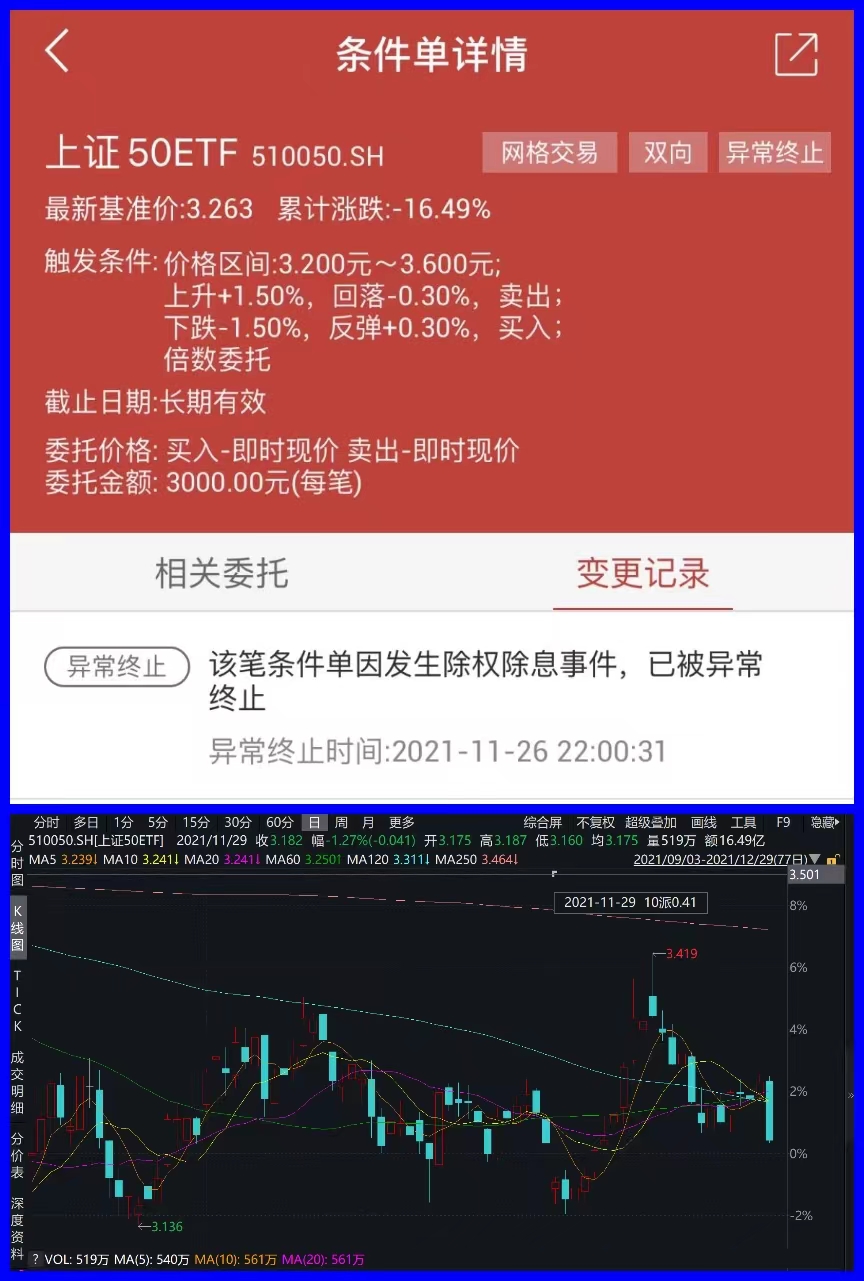 条件单详情
上证50ETF 510050.SH 网格交易 双向 异常终止
最新基准价:3.263 累计涨跌:-16.49%
触发条件:价格区间:3.200元～3.600元;
上升+1.50%，回落-0.30%，卖出；
下跌-1.50%，反弹+0.30%，买入；
倍数委托
截止日期:长期有效
委托价格: 买入-即时现价 卖出-即时现价
委托金额: 3000.00元(每笔)
相关委托 变更记录
异常终止 该笔条件单因发生除权除息事件，已被异常
终止
异常终止时间:2021-11-26 22:00:31
分时 多日 1分 5分 15分 30分 60分 日 周 月 更多 综合屏 不复权 超级叠加 画线 工具 F9 隐藏
510050.SH[上证50ETF] 2021/11/29 收3.182 幅-1.27%(-0.041) 开3.175 高3.187 低3.160 均3.175 量519万 额16.49亿
MA5 3.239↓ MA10 3.241↓ MA20 3.241↓ MA60 3.250↑ MA120 3.311↓ MA250 3.464↓ 2021/09/03-2021/12/29(77日)
3.501
2021-11-29 10派0.41
8%
3.419
6%
4%
2%
0%
-2%
3.136
分时图
K线图
TICK
成交明细
分价表
深度资料
? VOL: 519万 MA(5): 540万 MA(10): 561万 MA(20): 561万